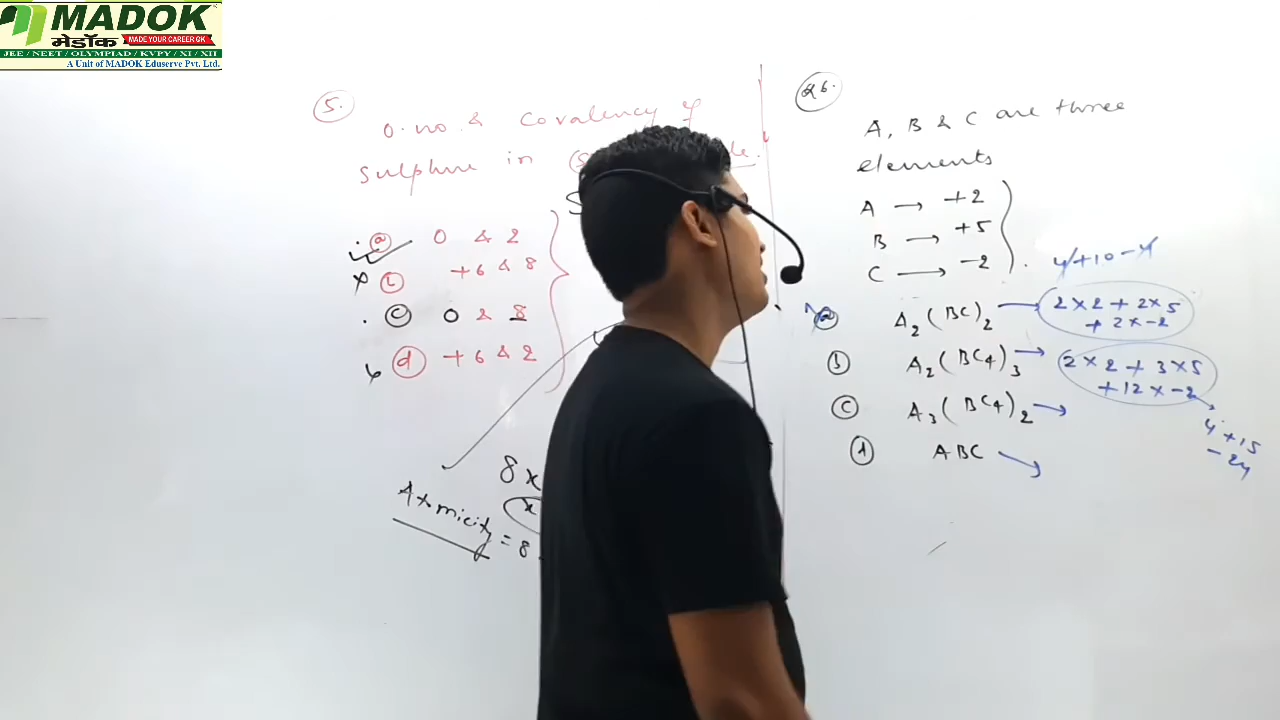 MADOK
मेडॉक MADE YOUR CAREER GK
JEE / NEET / OLYMPIAD / KVPY / XI / XII
A Unit of MADOK Eduserve Pvt. Ltd.
5.
O. no. & Covalency of
Sulphur in
a 0 & 2
b +6 & 8
c 0 & 8
d +6 & 2
8x
x
Atomicity = 8
26.
A, B & C are three
elements
A → +2
B → +5
C → -2
4+10-4
a A₂(BC)₂ → 2×2 + 2×5
+ 2×-2
b A₂(BC4)₃ → 2×2 + 3×5
+12×-2
4+15
-24
c A₃(BC4)₂ →
d ABC →